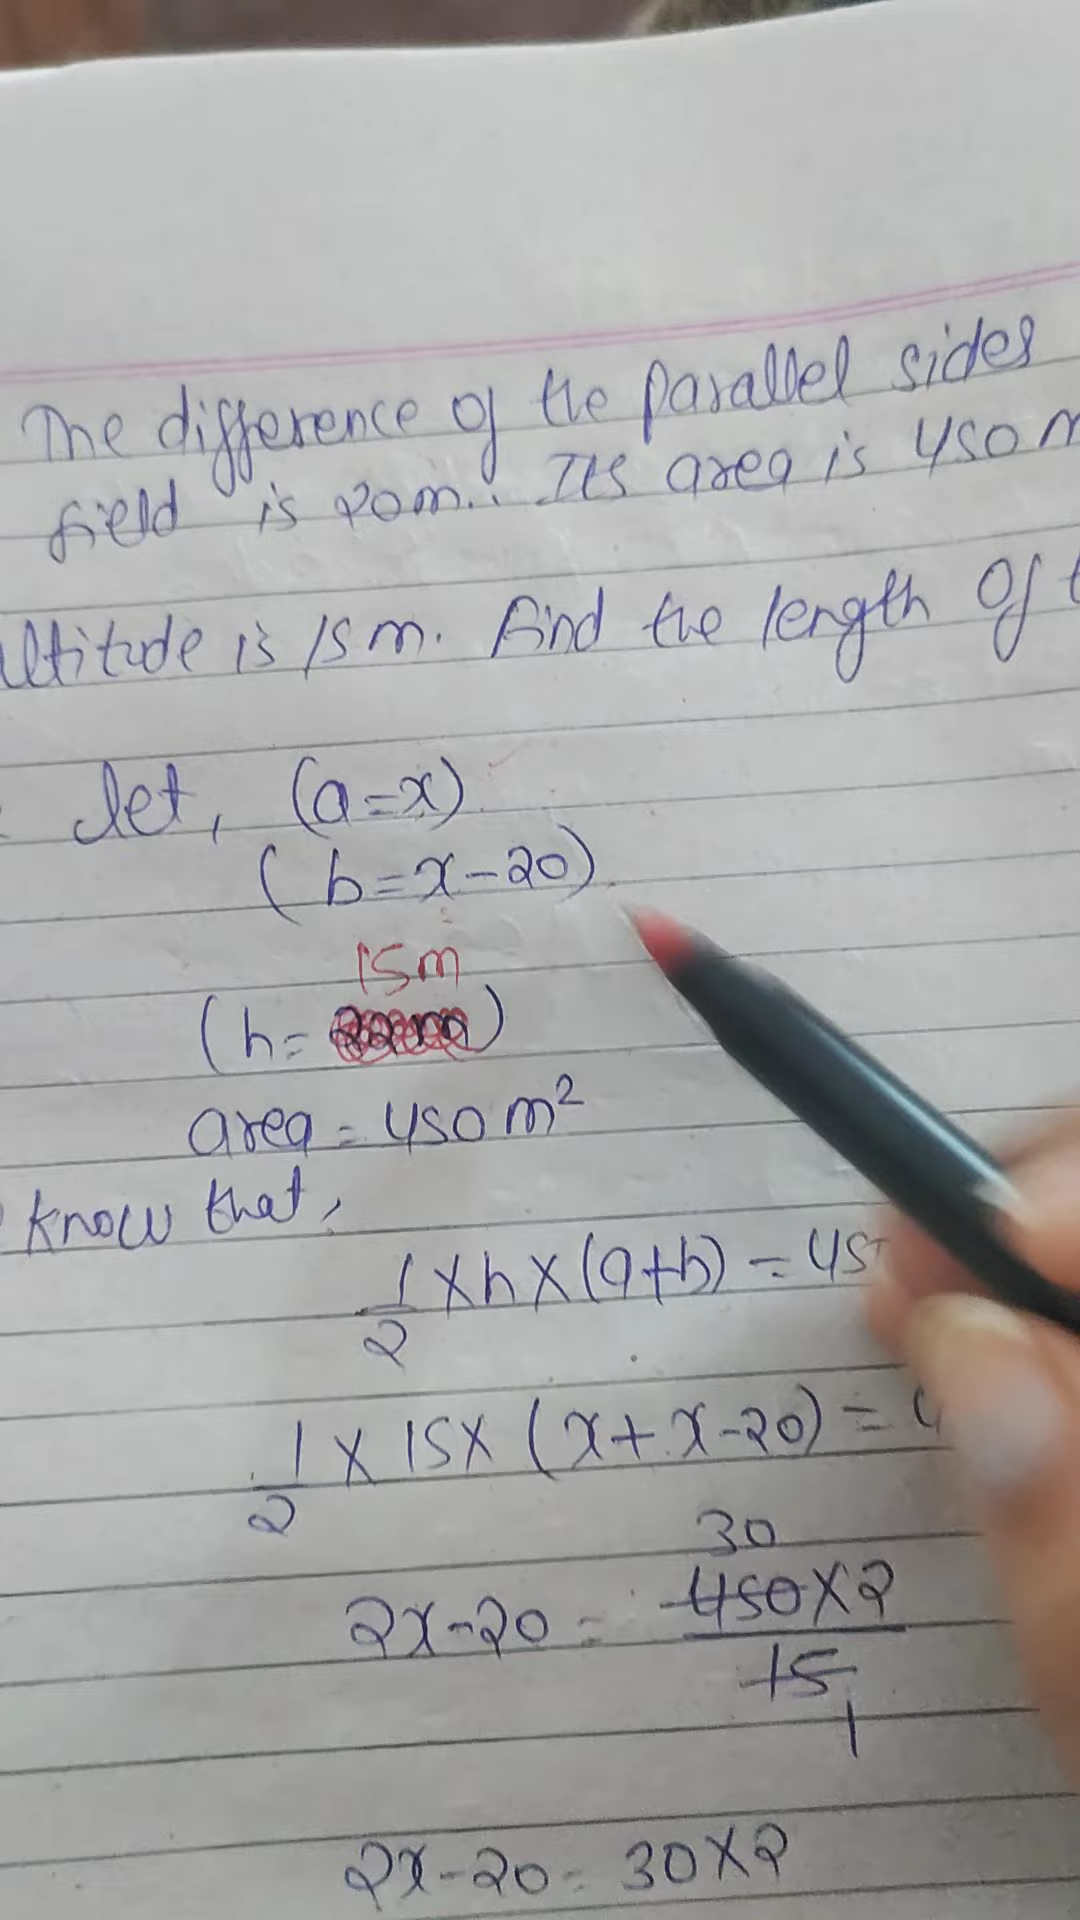 The difference of the parallel sides
field is 20m. Its area is 450 m
altitude is 15 m. Find the length of
let, (a=x)
( b=x-20)
15m
(h= )
area = 450 m²
know that,
1/2 × h × (a+b) = 45
1/2 × 15 × (x + x-20) =
30
2x-20 = 450×2/15
1
2x-20 = 30×2